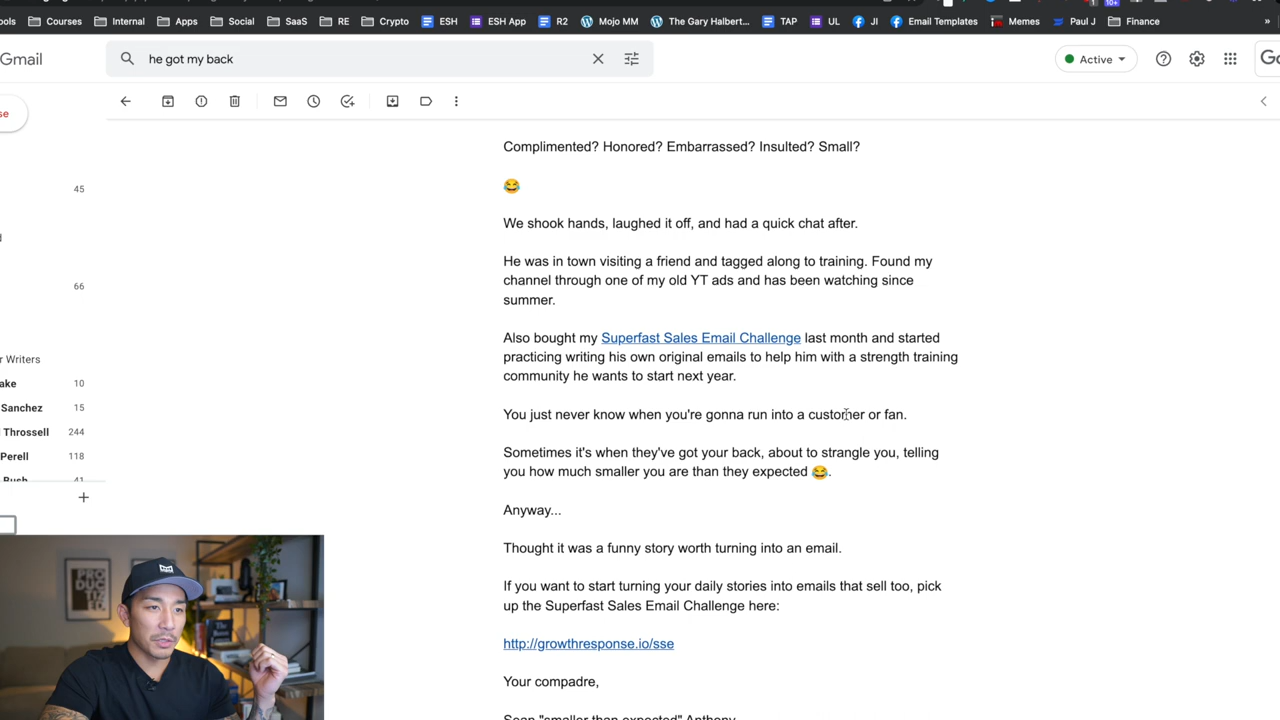 ols Courses Internal Apps Social SaaS RE Crypto ESH ESH App R2 Mojo MM The Gary Halbert... TAP UL JI Email Templates Memes Paul J Finance »
10+
Gmail
he got my back
Active
Complimented? Honored? Embarrassed? Insulted? Small?
45
😂
We shook hands, laughed it off, and had a quick chat after.
He was in town visiting a friend and tagged along to training. Found my
channel through one of my old YT ads and has been watching since
66
summer.
Also bought my Superfast Sales Email Challenge last month and started
practicing writing his own original emails to help him with a strength training
r Writers
community he wants to start next year.
ake 10
Sanchez 15
You just never know when you're gonna run into a customer or fan.
Throssell 244
Sometimes it's when they've got your back, about to strangle you, telling
Perell 118
you how much smaller you are than they expected 😂.
Bush 41
Anyway...
Thought it was a funny story worth turning into an email.
If you want to start turning your daily stories into emails that sell too, pick
up the Superfast Sales Email Challenge here:
http://growthresponse.io/sse
Your compadre,
Sean "smaller than expected" Anthony